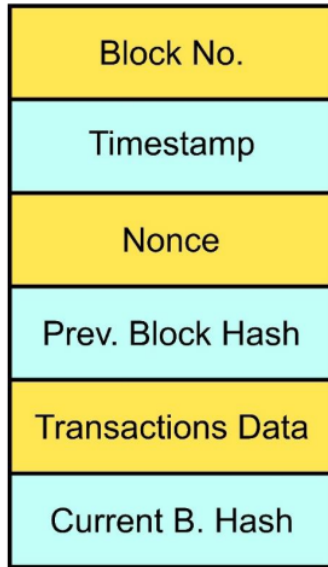 Block No.
Timestamp
Nonce
Prev. Block Hash
Transactions Data
Current B. Hash